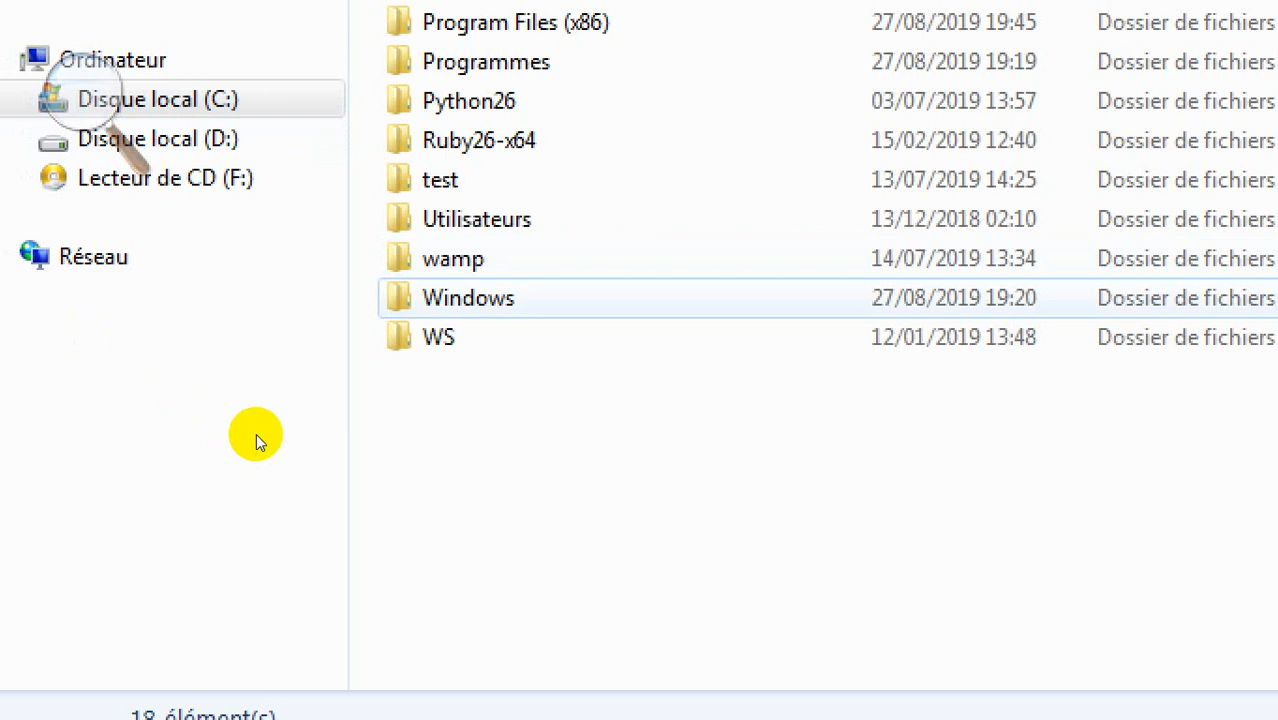 Ordinateur
Disque local (C:)
Disque local (D:)
Lecteur de CD (F:)
Réseau
Program Files (x86) 27/08/2019 19:45 Dossier de fichiers
Programmes 27/08/2019 19:19 Dossier de fichiers
Python26 03/07/2019 13:57 Dossier de fichiers
Ruby26-x64 15/02/2019 12:40 Dossier de fichiers
test 13/07/2019 14:25 Dossier de fichiers
Utilisateurs 13/12/2018 02:10 Dossier de fichiers
wamp 14/07/2019 13:34 Dossier de fichiers
Windows 27/08/2019 19:20 Dossier de fichiers
WS 12/01/2019 13:48 Dossier de fichiers
18 élément(s)